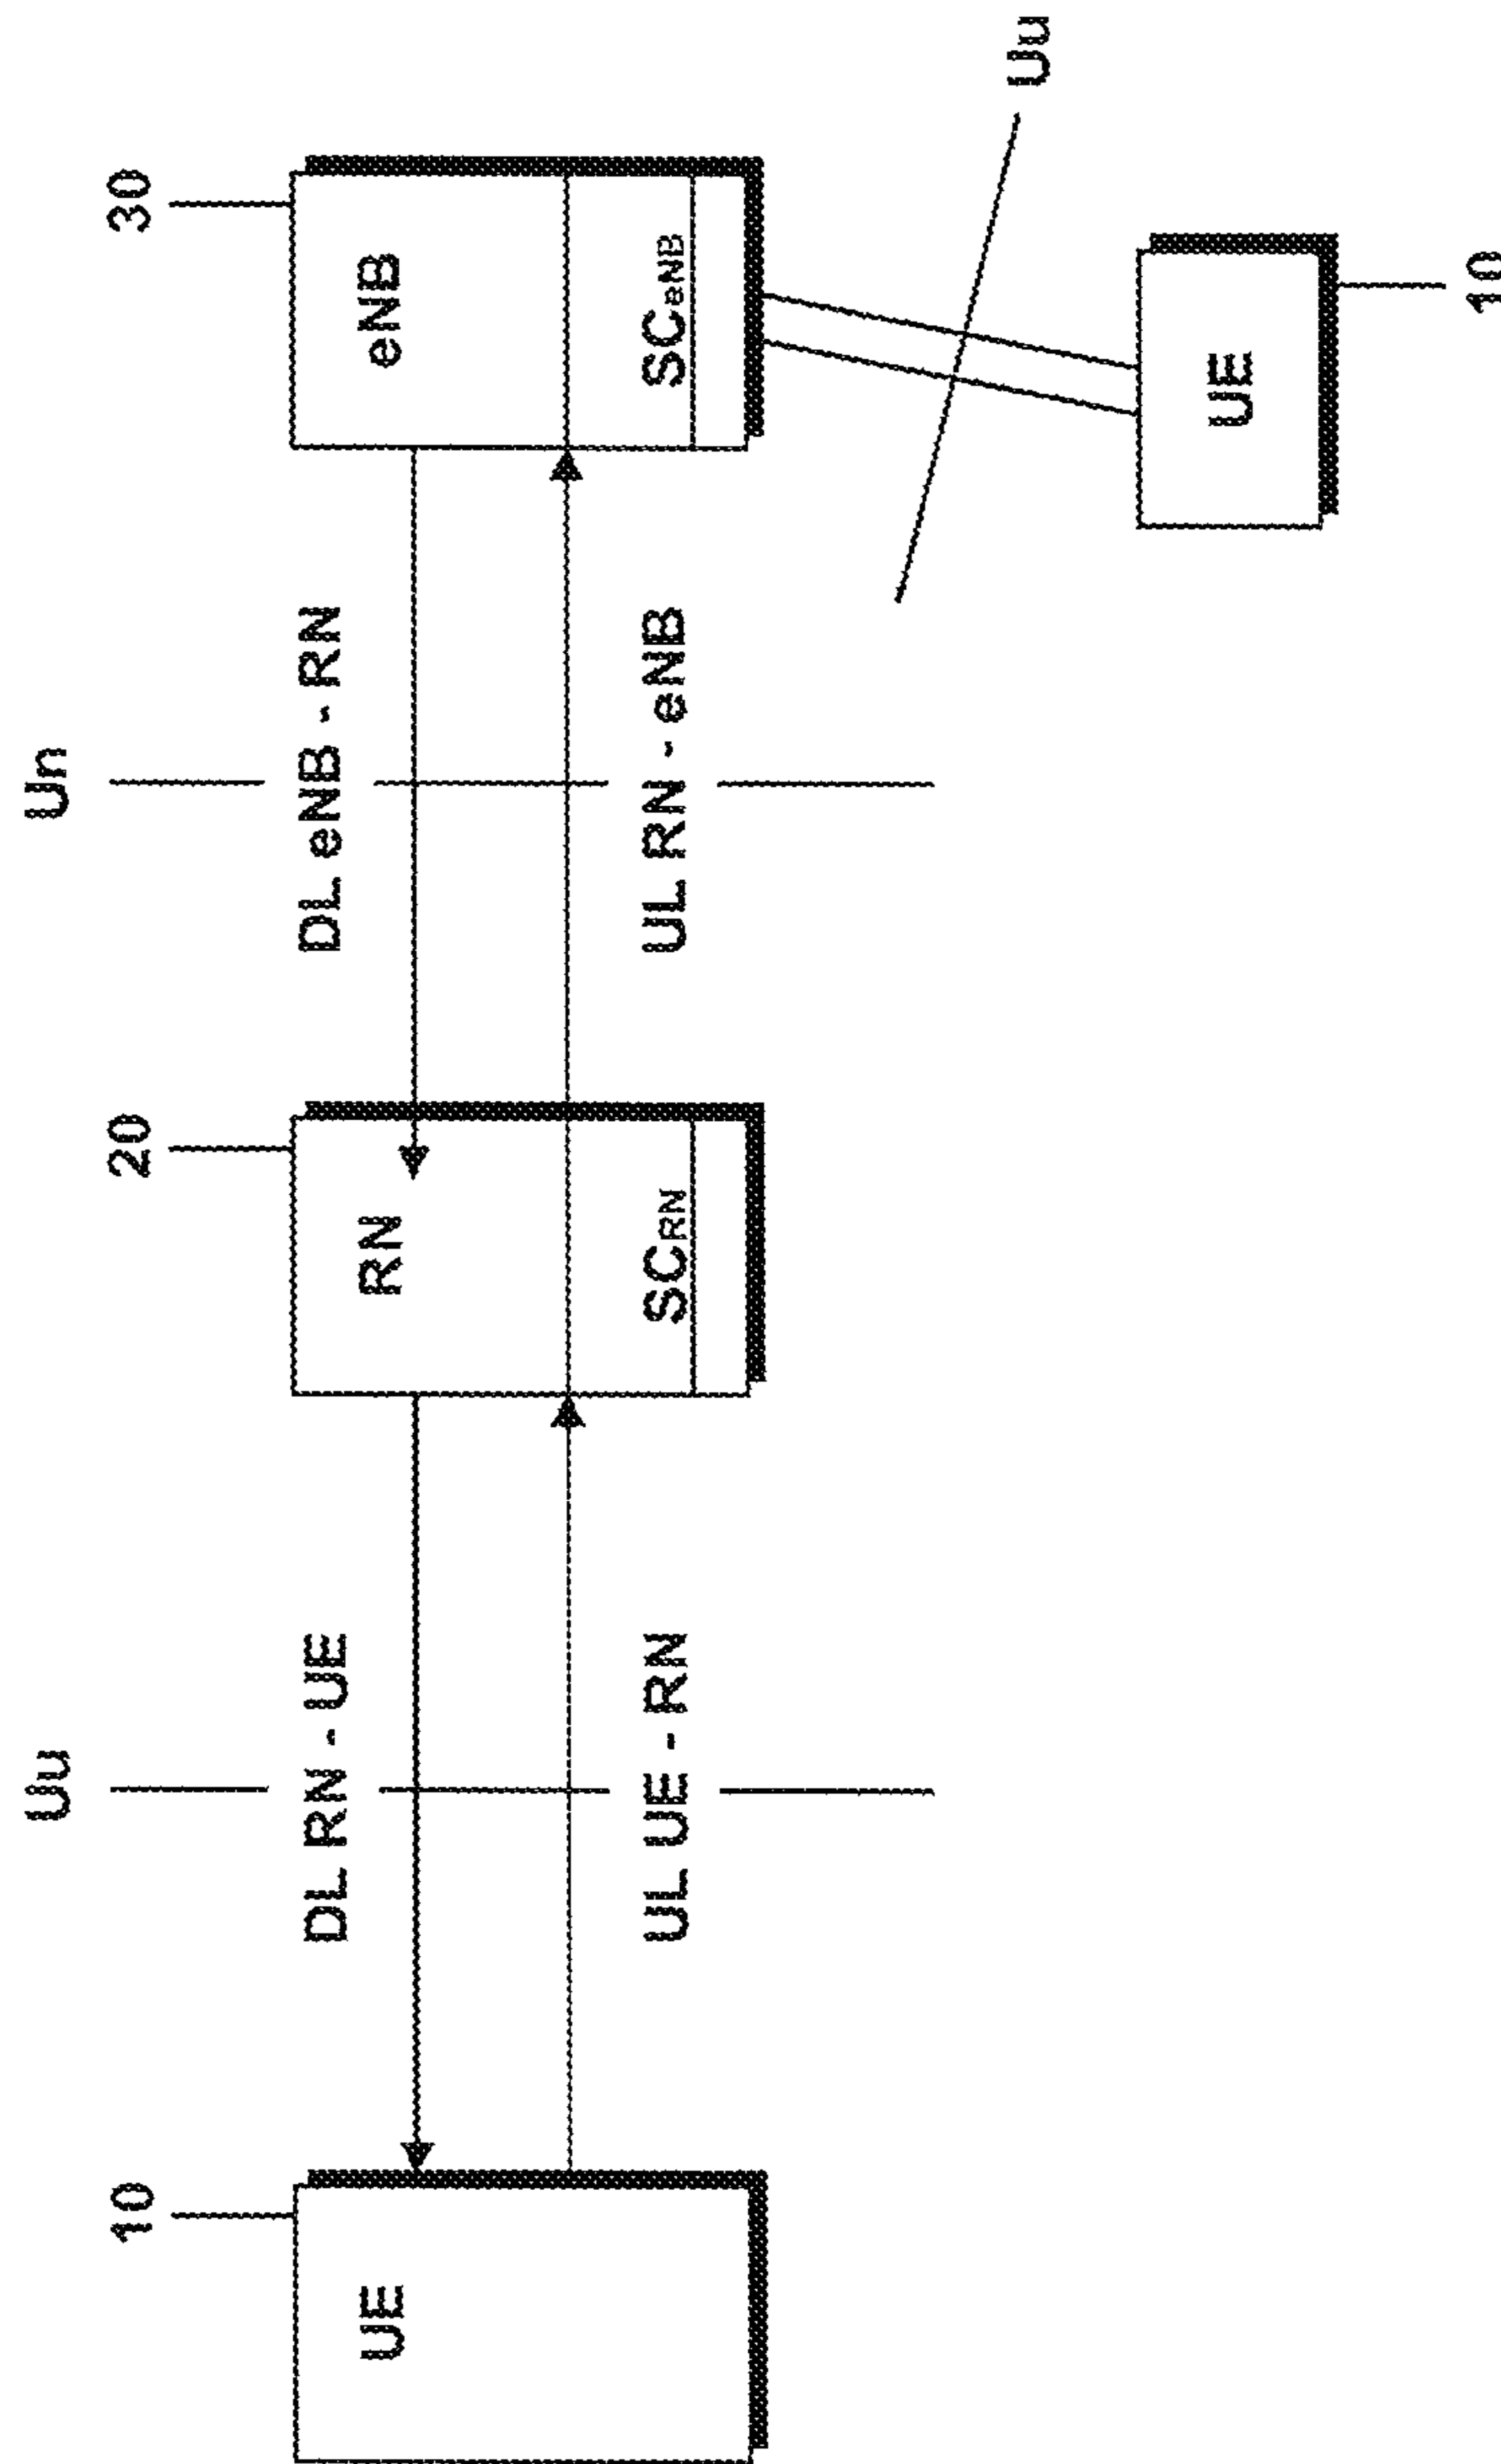 Uu
Un
10
20
30
DL RN - UE
DL eNB - RN
UE
RN
eNB
UL UE - RN
SCRN
UL RN - eNB
SCeNB
Uu
UE
10